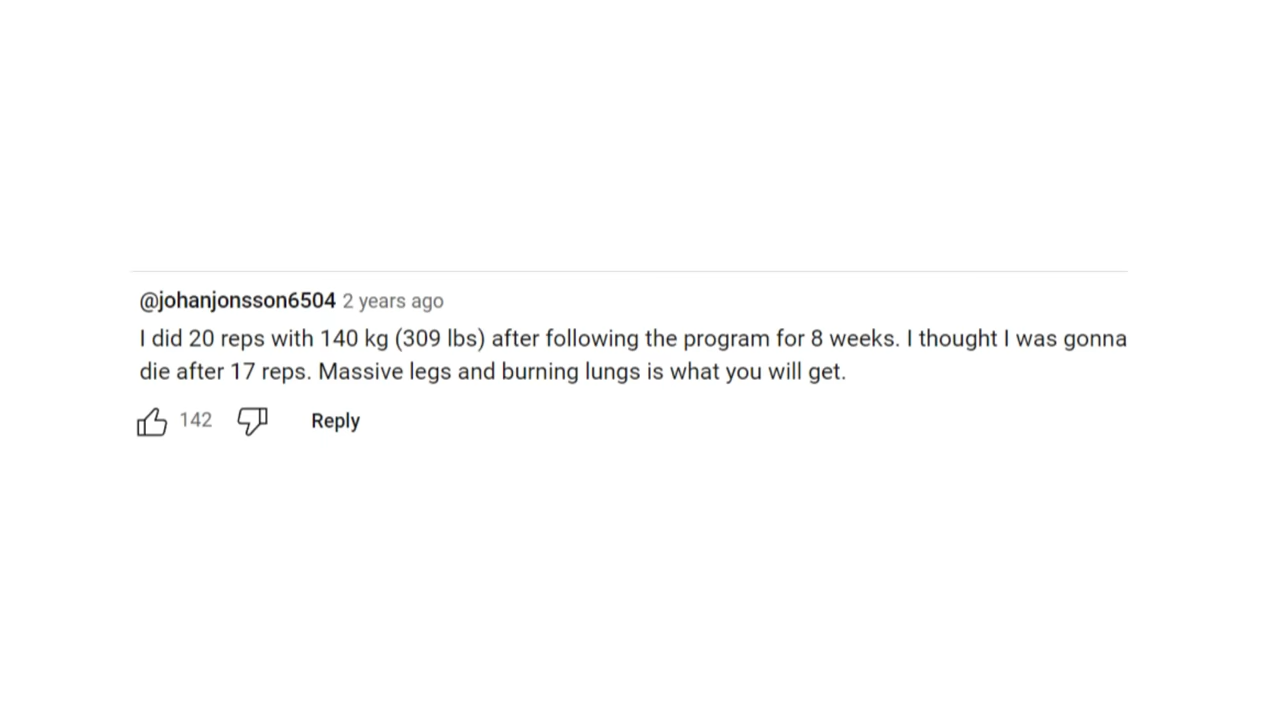 @johanjonsson6504 2 years ago
I did 20 reps with 140 kg (309 lbs) after following the program for 8 weeks. I thought I was gonna
die after 17 reps. Massive legs and burning lungs is what you will get.
142 Reply